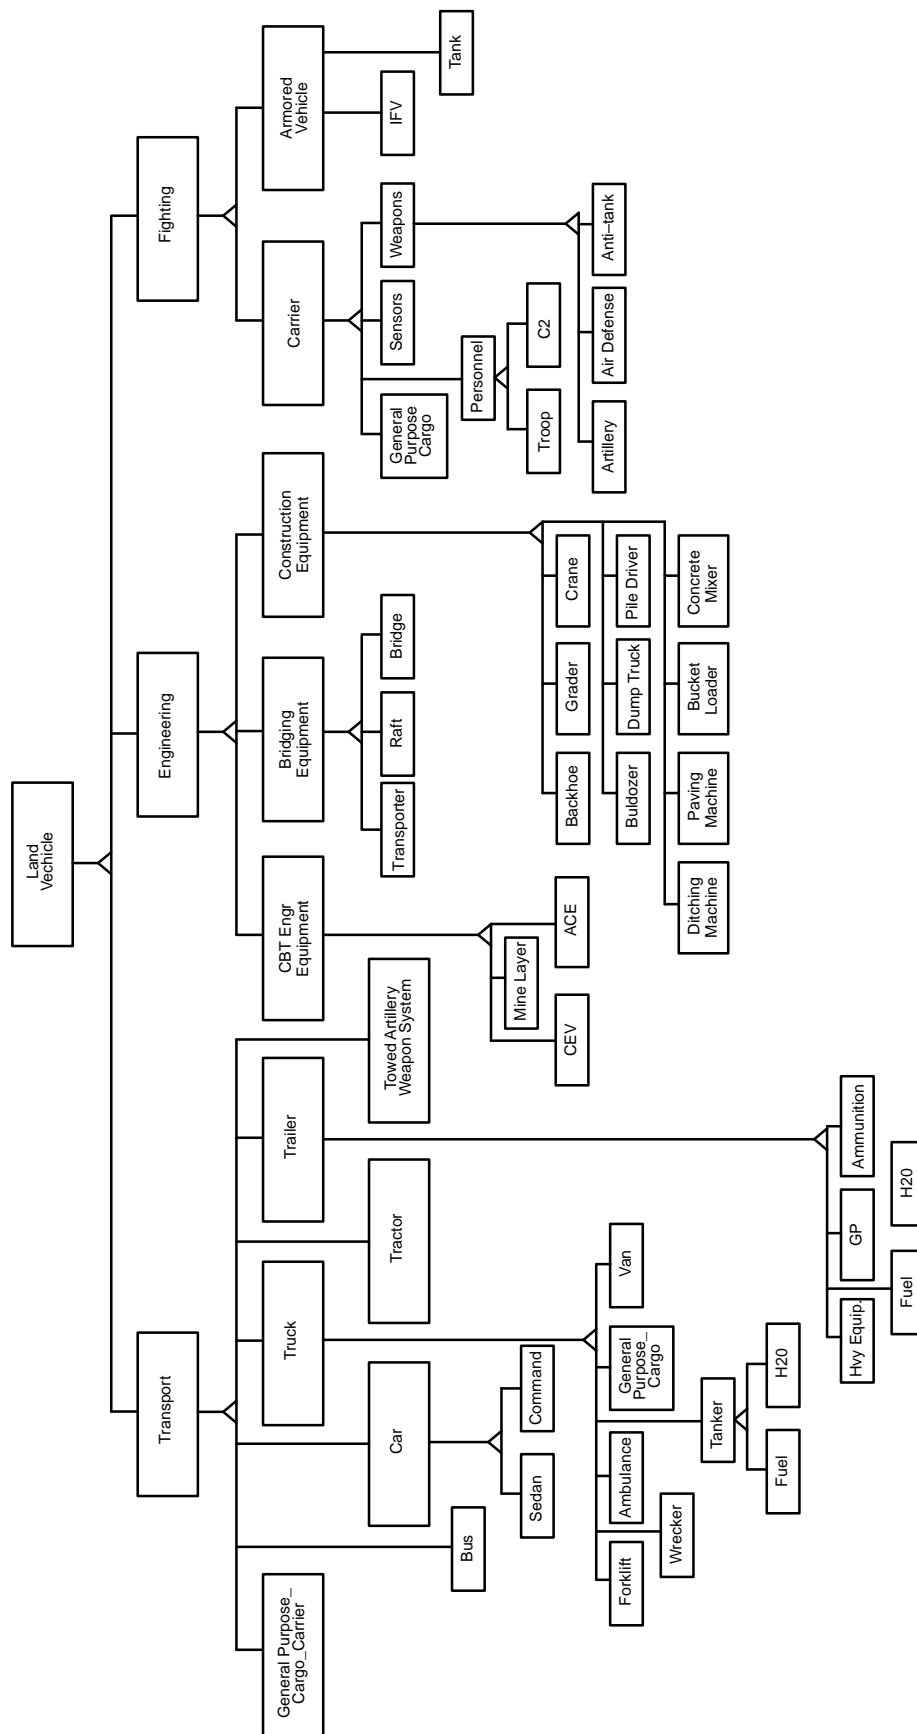 Land
Vechicle
Transport
Engineering
Fighting
General Purpose_
Cargo_Carrier
Bus
Car
Truck
Tractor
Trailer
Towed Artillery
Weapon System
CBT Engr
Equipment
Bridging
Equipment
Construction
Equipment
Carrier
Armored
Vehicle
Sedan
Command
Forklift
Wrecker
Ambulance
Tanker
General
Purpose_
Cargo
Van
Fuel
H20
Hvy Equip.
Fuel
GP
H20
Ammunition
CEV
Mine Layer
ACE
Transporter
Raft
Bridge
Backhoe
Grader
Crane
Buldozer
Dump Truck
Pile Driver
Ditching
Machine
Paving
Machine
Bucket
Loader
Concrete
Mixer
General
Purpose
Cargo
Personnel
Sensors
Weapons
Troop
C2
Artillery
Air Defense
Anti–tank
IFV
Tank